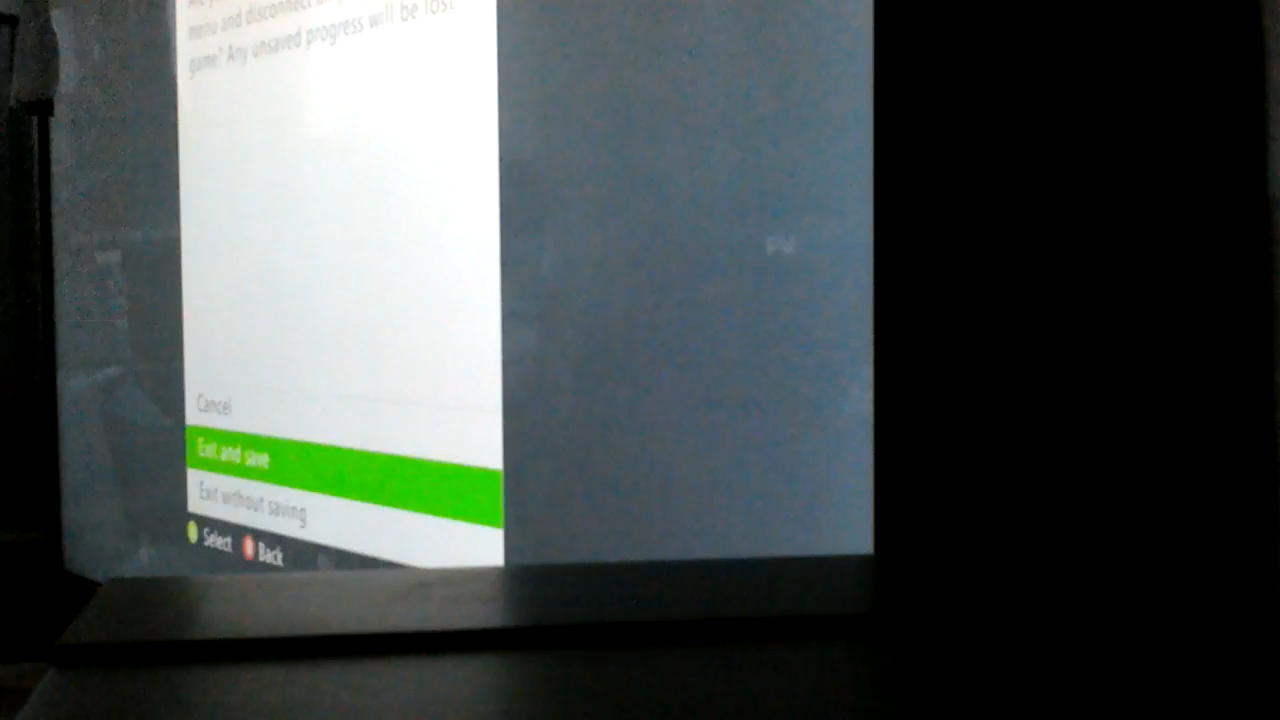 menu and disconnect
game? Any unsaved progress will be lost
Cancel
Exit and save
Exit without saving
Select Back